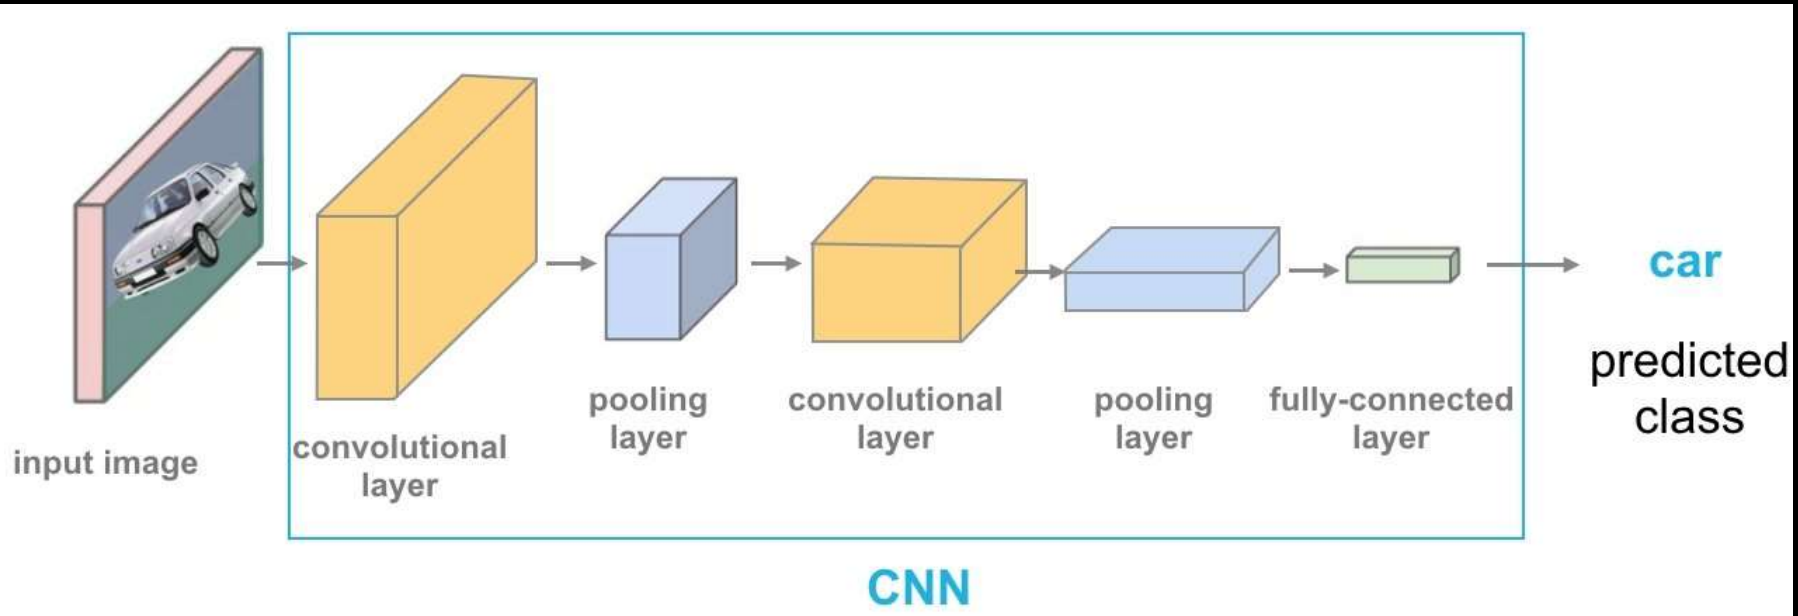 input image
convolutional
layer
pooling
layer
convolutional
layer
pooling
layer
fully-connected
layer
car
predicted
class
CNN